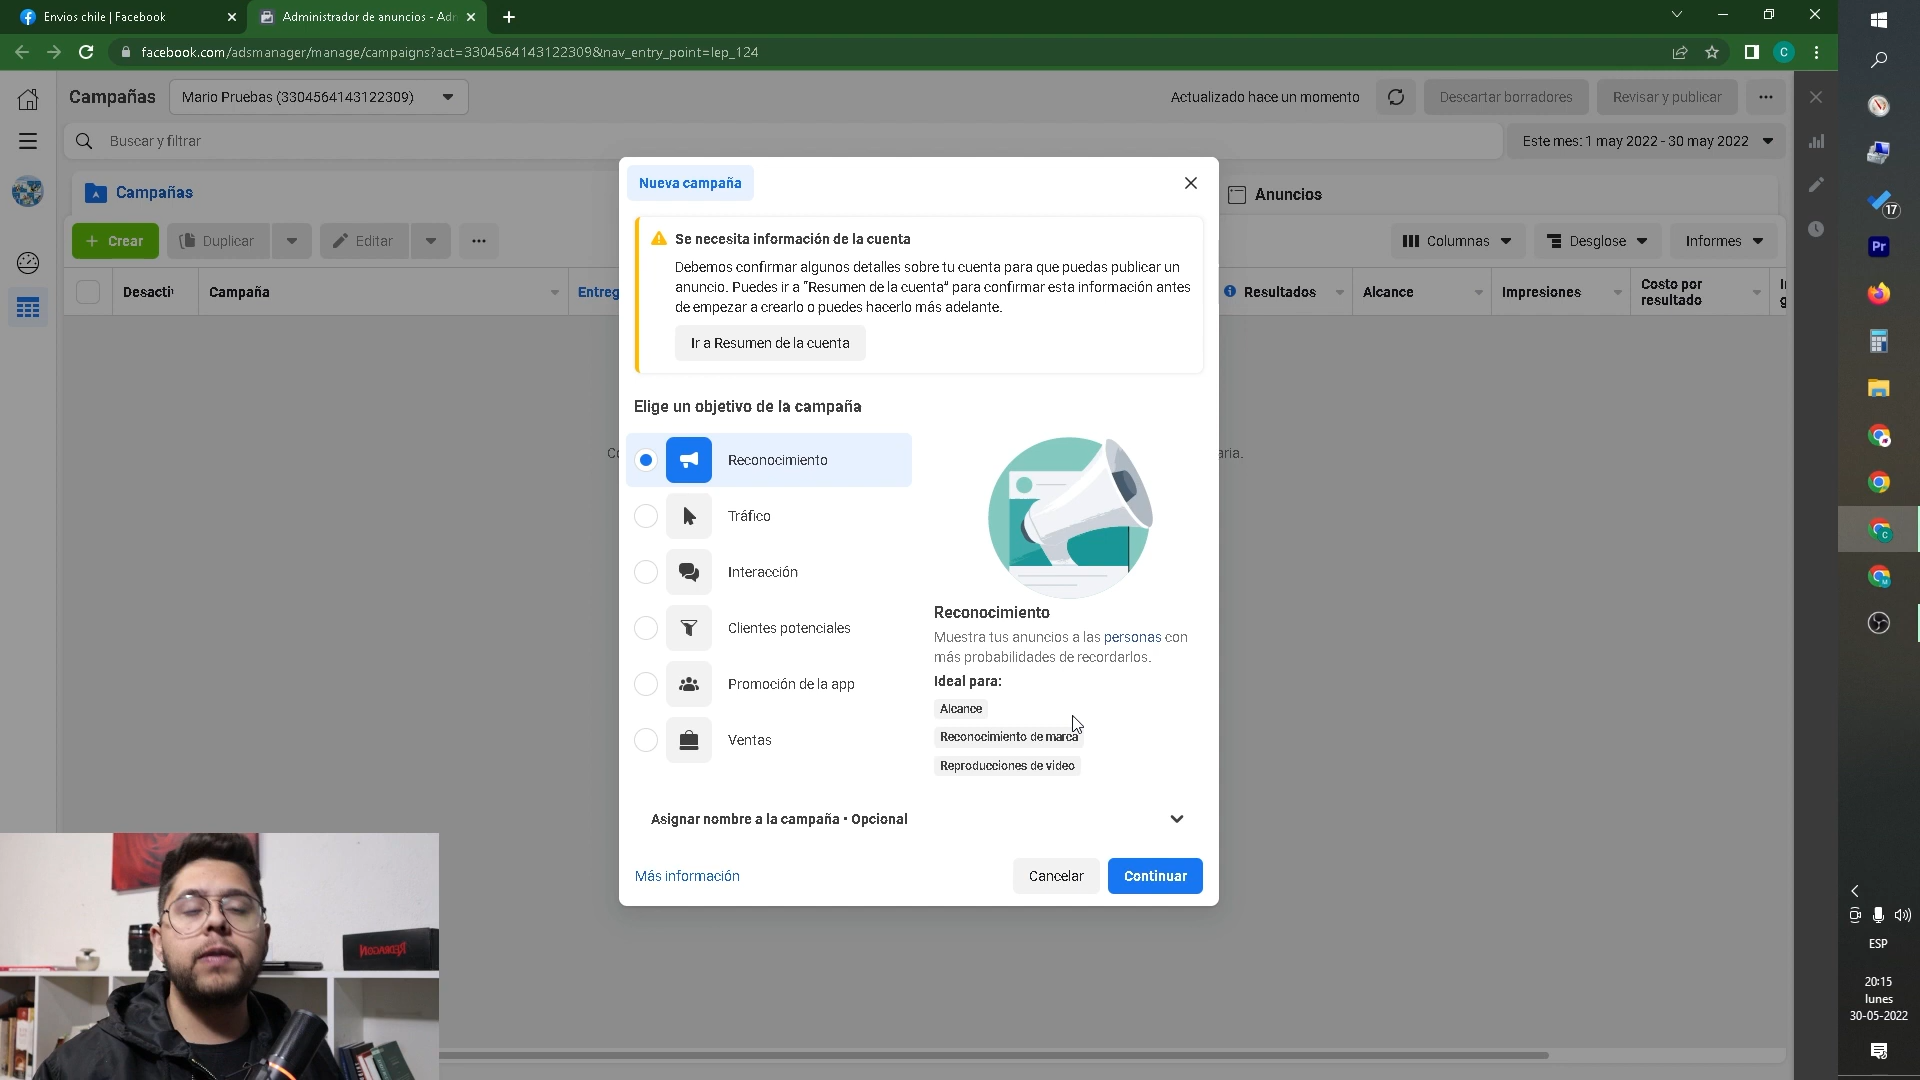 Envios chile | Facebook
Administrador de anuncios - Adr
facebook.com/adsmanager/manage/campaigns?act=3304564143122309&nav_entry_point=lep_124
C
Campañas
Mario Pruebas (3304564143122309)
Actualizado hace un momento
Descartar borradores
Revisar y publicar
Buscar y filtrar
Este mes: 1 may 2022 - 30 may 2022
Campañas
Anuncios
+ Crear
Duplicar
Editar
Columnas
Desglose
Informes
Campaña
Entreg
Resultados
Alcance
Impresiones
Costo por
resultado
Nueva campaña
Se necesita información de la cuenta
Debemos confirmar algunos detalles sobre tu cuenta para que puedas publicar un
anuncio. Puedes ir a "Resumen de la cuenta" para confirmar esta información antes
de empezar a crearlo o puedes hacerlo más adelante.
Ir a Resumen de la cuenta
Elige un objetivo de la campaña
Reconocimiento
Tráfico
Interacción
Clientes potenciales
Promoción de la app
Ventas
Reconocimiento
Muestra tus anuncios a las personas con
más probabilidades de recordarlos.
Ideal para:
Alcance
Reconocimiento de marca
Reproducciones de video
Asignar nombre a la campaña • Opcional
Más información
Cancelar
Continuar
17
Pr
ESP
20:15
lunes
30-05-2022